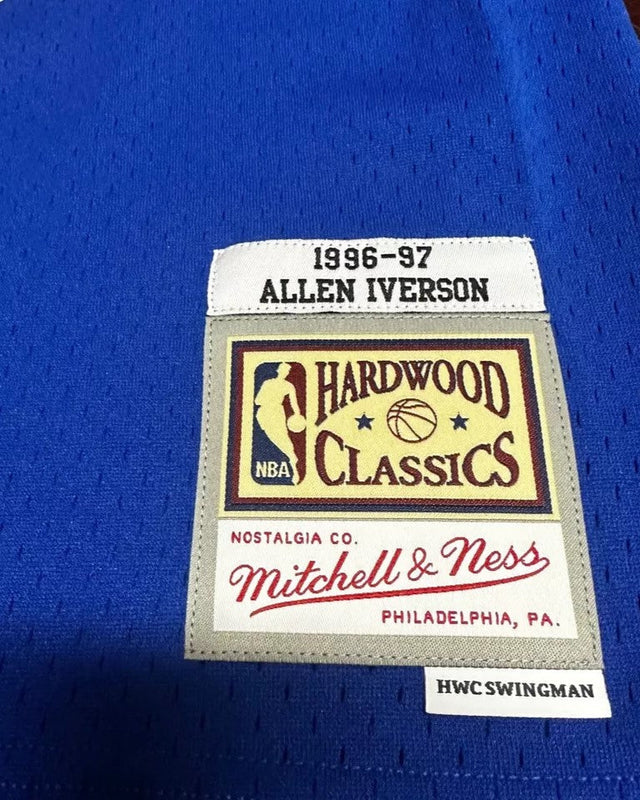 1996-97
ALLEN IVERSON
HARDWOOD
NBA CLASSICS
NOSTALGIA CO.
Mitchell & Ness
PHILADELPHIA, PA.
HWC SWINGMAN